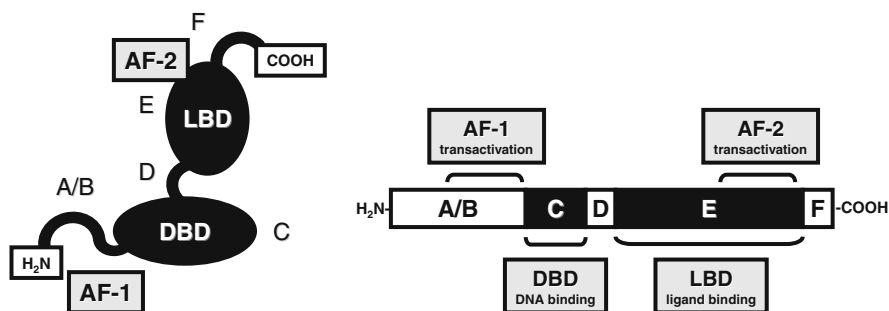 F
AF-2
COOH
E
LBD
D
A/B
DBD
C
H₂N
AF-1
AF-1
transactivation
AF-2
transactivation
H₂N- A/B C D E F -COOH
DBD
DNA binding
LBD
ligand binding